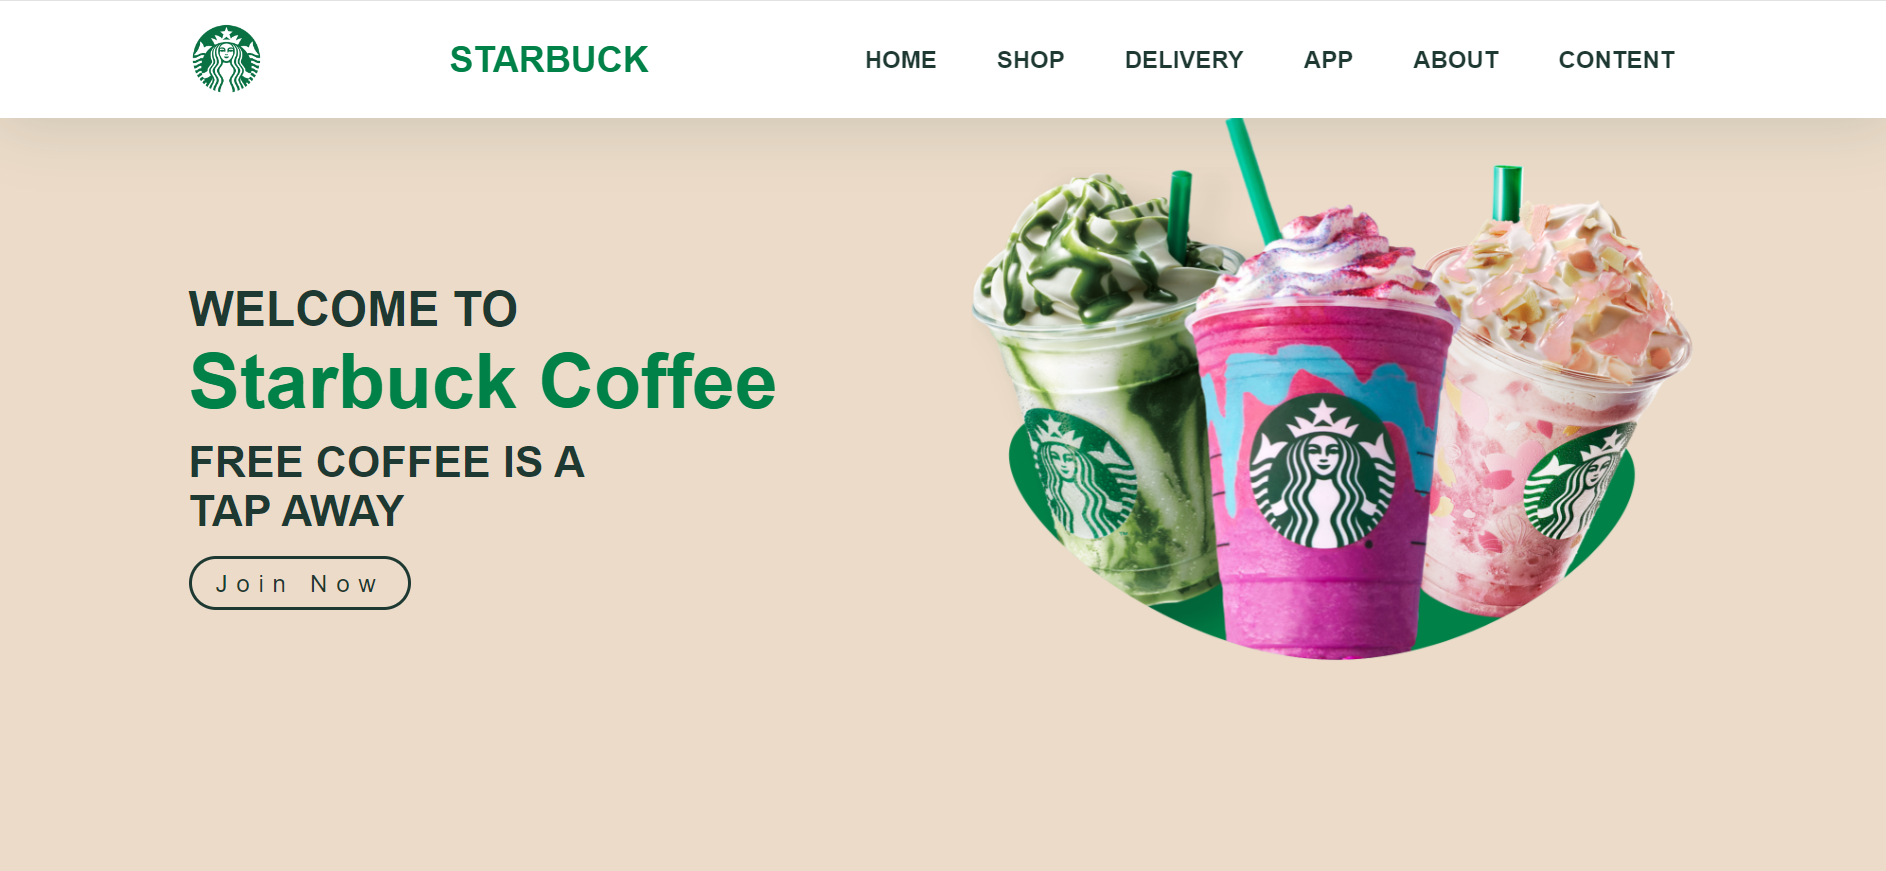 STARBUCK
HOME SHOP DELIVERY APP ABOUT CONTENT
WELCOME TO
Starbuck Coffee
FREE COFFEE IS A
TAP AWAY
Join Now